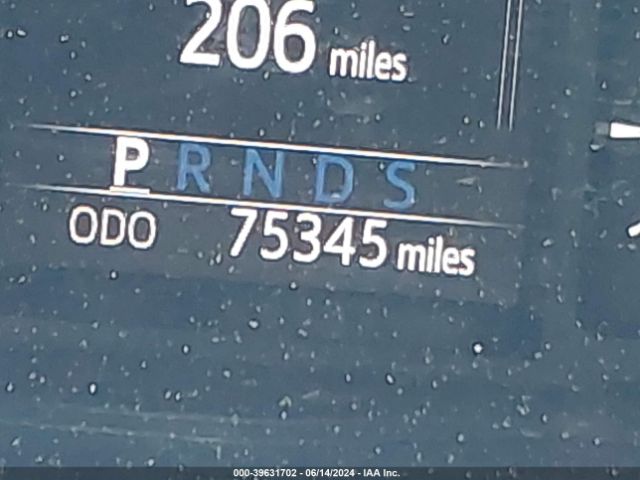 206 miles
P R N D S
ODO 75345 miles
000-39631702 - 06/14/2024 - IAA Inc.